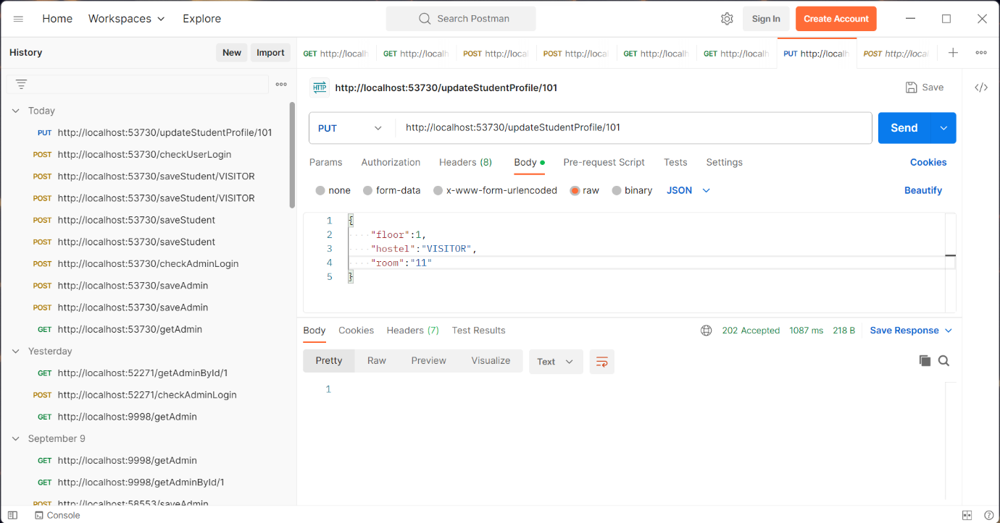 Home Workspaces Explore Search Postman Sign In Create Account
History New Import
GET http://localh GET http://localh POST http://local POST http://local GET http://localh GET http://localh PUT http://localh POST http://local
HTTP http://localhost:53730/updateStudentProfile/101 Save </>
Today
PUT http://localhost:53730/updateStudentProfile/101
POST http://localhost:53730/checkUserLogin
POST http://localhost:53730/saveStudent/VISITOR
POST http://localhost:53730/saveStudent/VISITOR
POST http://localhost:53730/saveStudent
POST http://localhost:53730/saveStudent
POST http://localhost:53730/checkAdminLogin
POST http://localhost:53730/saveAdmin
POST http://localhost:53730/saveAdmin
GET http://localhost:53730/getAdmin
Yesterday
GET http://localhost:52271/getAdminById/1
POST http://localhost:52271/checkAdminLogin
GET http://localhost:9998/getAdmin
September 9
GET http://localhost:9998/getAdmin
GET http://localhost:9998/getAdminById/1
POST http://localhost:58553/saveAdmin
PUT http://localhost:53730/updateStudentProfile/101 Send
Params Authorization Headers (8) Body Pre-request Script Tests Settings Cookies
none form-data x-www-form-urlencoded raw binary JSON Beautify
1 {
2 "floor":1,
3 "hostel":"VISITOR",
4 "room":"11"
5 }
Body Cookies Headers (7) Test Results 202 Accepted 1087 ms 218 B Save Response
Pretty Raw Preview Visualize Text
1
Console